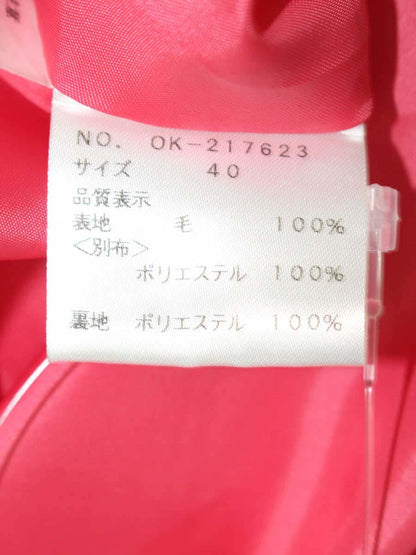 NO. OK-217623
サイズ 40
品質表示
表地 毛 100%
<別布>
ポリエステル 100%
裏地 ポリエステル 100%